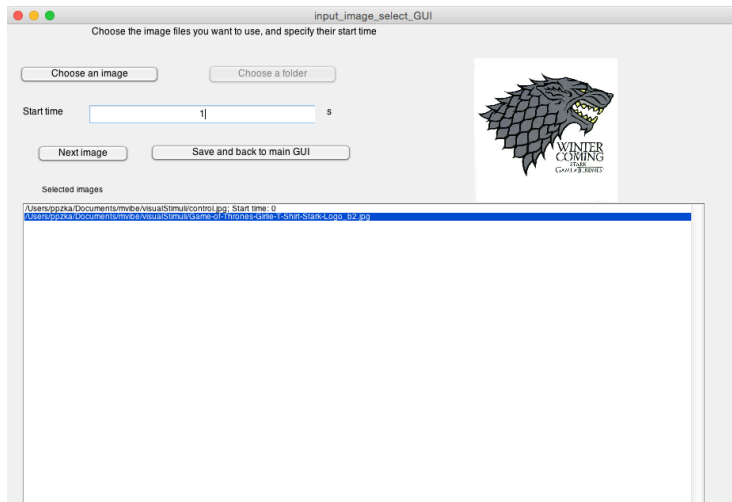 input_image_select_GUI
Choose the image files you want to use, and specify their start time
Choose an image
Choose a folder
Start time
1
s
Next image
Save and back to main GUI
WINTER
COMING
STARK
GAME OF THRONES
Selected images
/Users/ppzka/Documents/mvibe/visualStimuli/control.jpg; Start time: 0
/Users/ppzka/Documents/mvibe/visualStimuli/Game-of-Thrones-Girlie-T-Shirt-Stark-Logo_b2.jpg